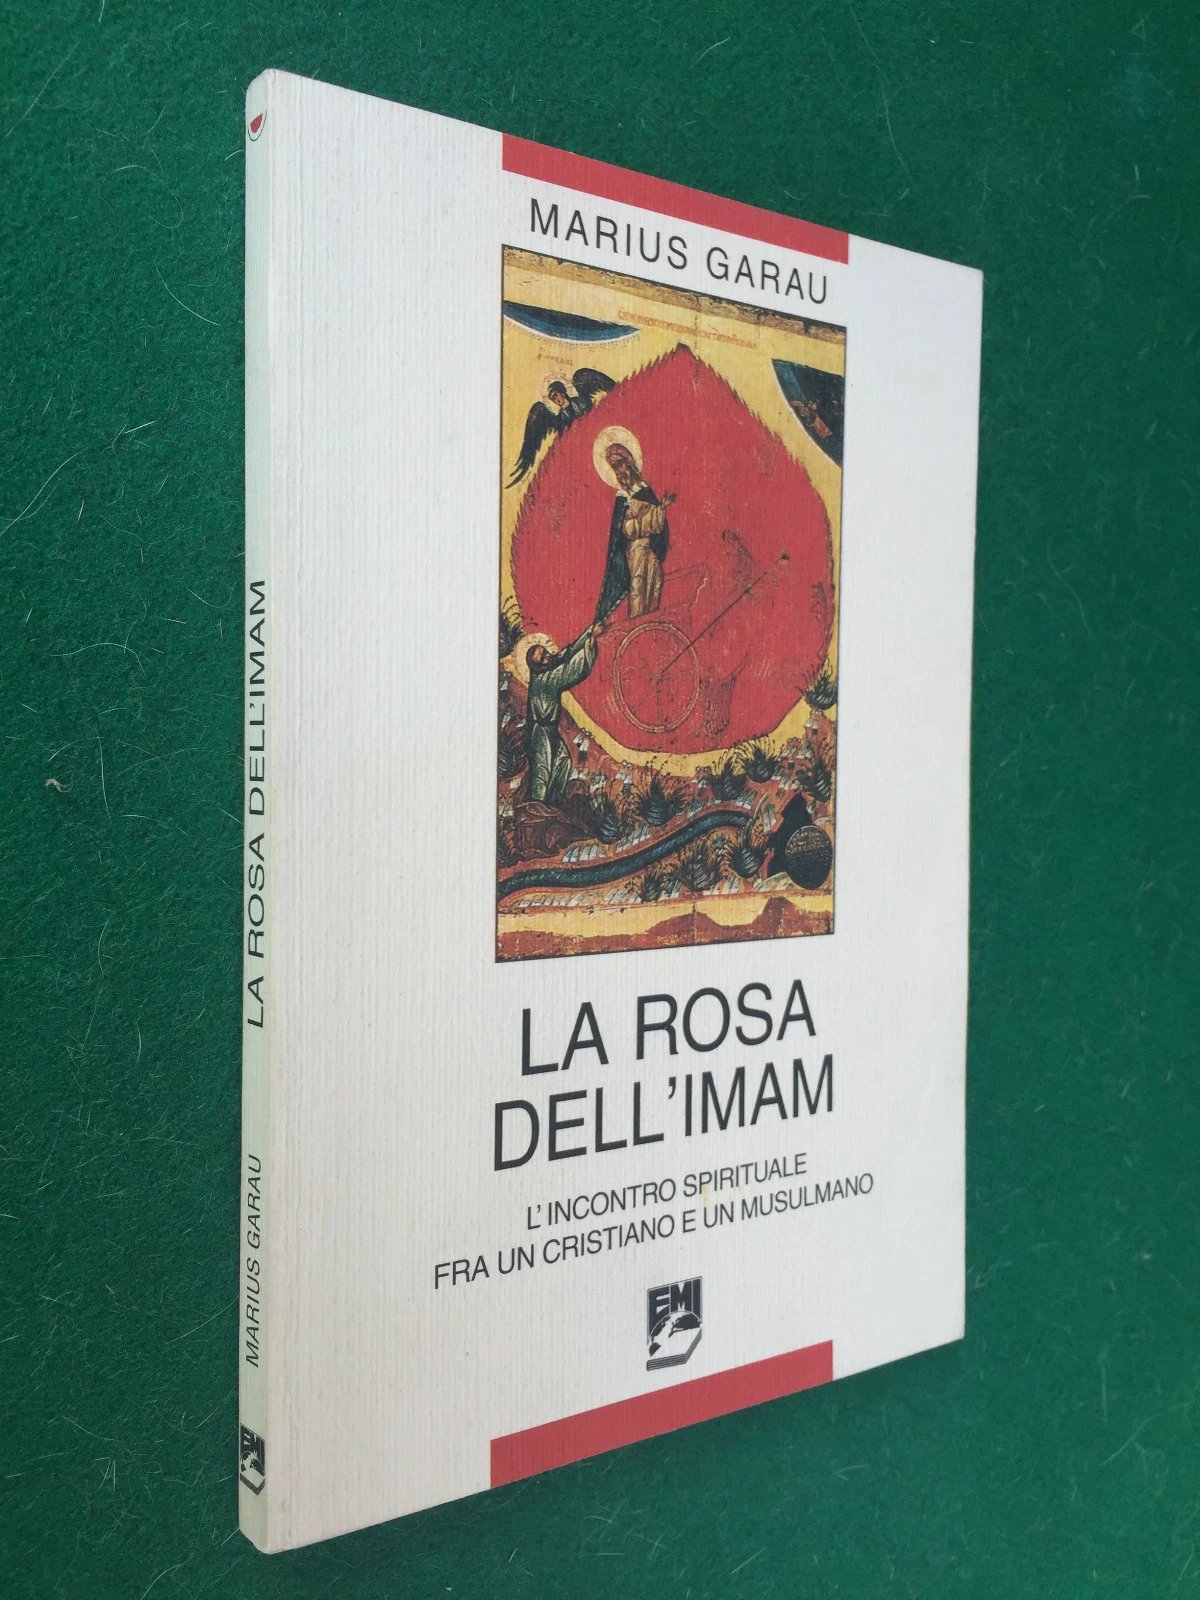 MARIUS GARAU
LA ROSA
DELL'IMAM
L'INCONTRO SPIRITUALE
FRA UN CRISTIANO E UN MUSULMANO
EMI
LA ROSA DELL'IMAM
MARIUS GARAU
EMI